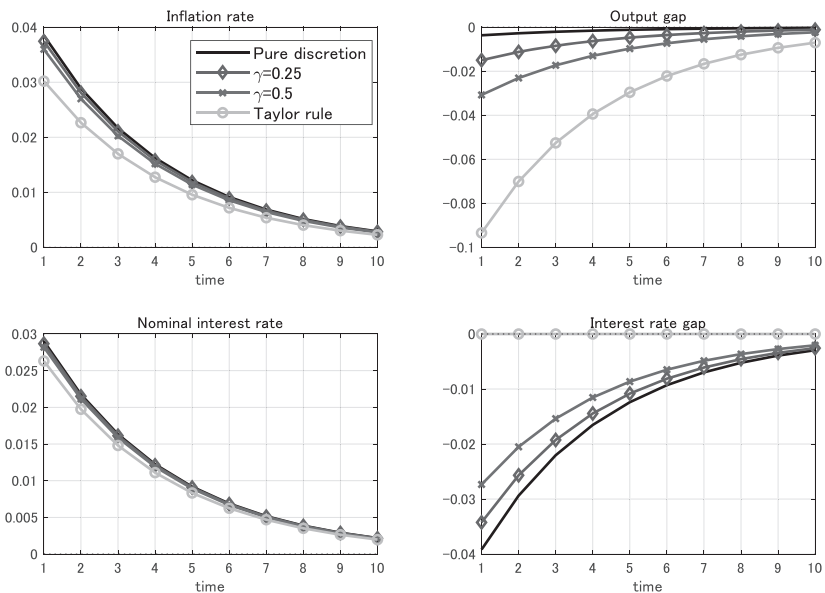 Inflation rate
0.04
0.03
0.02
0.01
0
Pure discretion
γ=0.25
γ=0.5
Taylor rule
1 2 3 4 5 6 7 8 9 10
time
Output gap
0
−0.02
−0.04
−0.06
−0.08
−0.1
1 2 3 4 5 6 7 8 9 10
time
Nominal interest rate
0.03
0.025
0.02
0.015
0.01
0.005
0
1 2 3 4 5 6 7 8 9 10
time
Interest rate gap
0
−0.01
−0.02
−0.03
−0.04
1 2 3 4 5 6 7 8 9 10
time